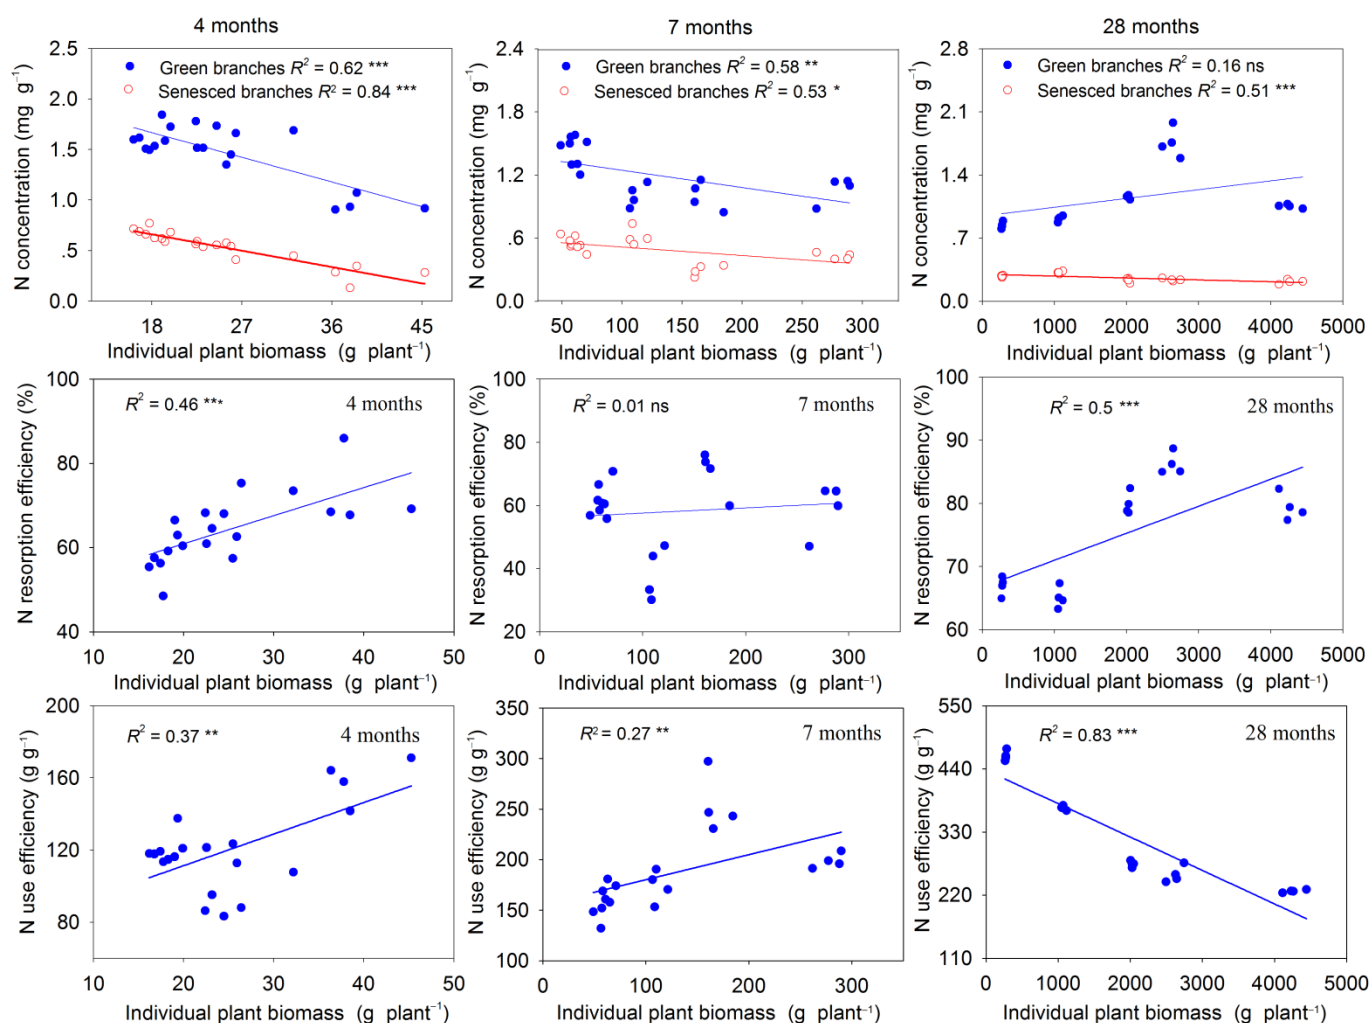 4 months
7 months
28 months
N concentration (mg g⁻¹)
2.5
2.0
1.5
1.0
.5
0.0
Green branches R² = 0.62 ***
Senesced branches R² = 0.84 ***
18 27 36 45
Individual plant biomass (g plant⁻¹)
N concentration (mg g⁻¹)
2.4
1.8
1.2
.6
0.0
Green branches R² = 0.58 **
Senesced branches R² = 0.53 *
50 100 150 200 250 300
Individual plant biomass (g plant⁻¹)
N concentration (mg g⁻¹)
2.8
2.1
1.4
.7
0.0
Green branches R² = 0.16 ns
Senesced branches R² = 0.51 ***
0 1000 2000 3000 4000 5000
Individual plant biomass (g plant⁻¹)
N resorption efficiency (%)
100
80
60
40
R² = 0.46 ***
4 months
10 20 30 40 50
Individual plant biomass (g plant⁻¹)
N resorption efficiency (%)
100
80
60
40
20
R² = 0.01 ns
7 months
0 100 200 300
Individual plant biomass (g plant⁻¹)
N resorption efficiency (%)
100
90
80
70
60
R² = 0.5 ***
28 months
0 1000 2000 3000 4000 5000
Individual plant biomass (g plant⁻¹)
N use efficiency (g g⁻¹)
200
160
120
80
R² = 0.37 **
4 months
10 20 30 40 50
Individual plant biomass (g plant⁻¹)
N use efficiency (g g⁻¹)
350
300
250
200
150
100
R² = 0.27 **
7 months
0 100 200 300
Individual plant biomass (g plant⁻¹)
N use efficiency (g g⁻¹)
550
440
330
220
110
R² = 0.83 ***
28 months
0 1000 2000 3000 4000 5000
Individual plant biomass (g plant⁻¹)